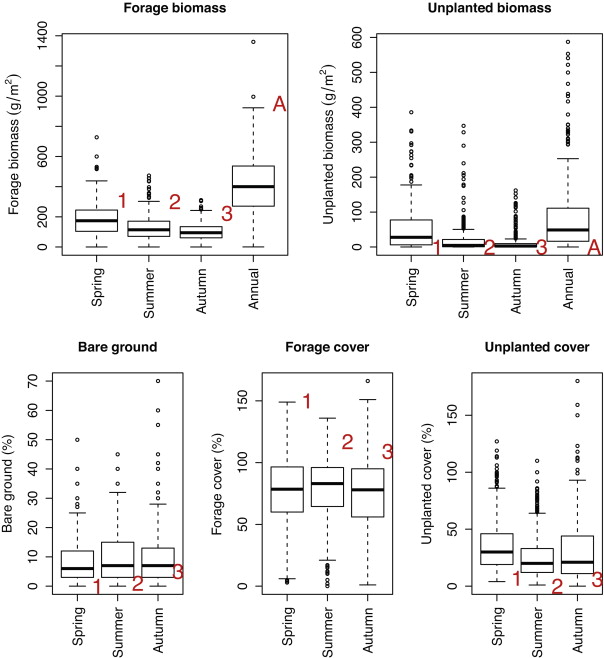 Forage biomass
Forage biomass (g/m²)
0
200
600
1000
1400
1
2
3
A
Spring
Summer
Autumn
Annual
Unplanted biomass
Unplanted biomass (g/m²)
0
100
200
300
400
500
600
1
2
3
A
Spring
Summer
Autumn
Annual
Bare ground
Bare ground (%)
0
10
20
30
40
50
60
70
1
2
3
Spring
Summer
Autumn
Forage cover
Forage cover (%)
0
50
100
150
1
2
3
Spring
Summer
Autumn
Unplanted cover
Unplanted cover (%)
0
50
100
150
1
2
3
Spring
Summer
Autumn